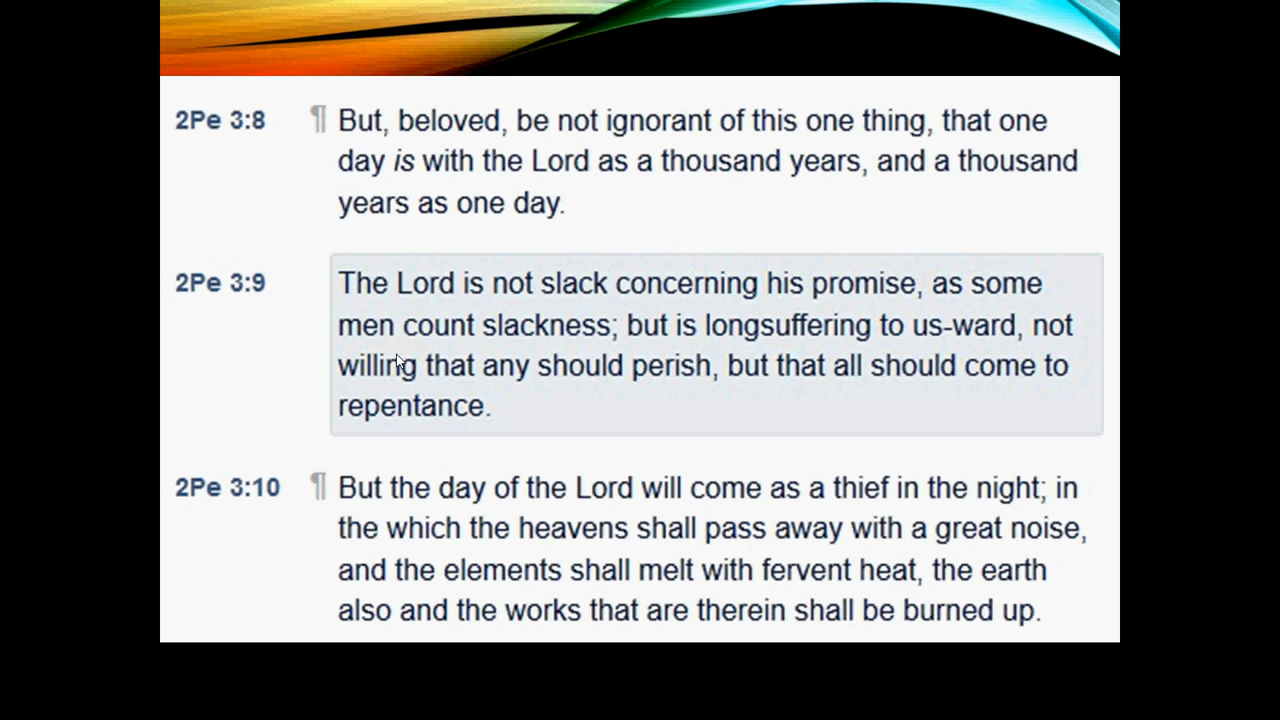 2Pe 3:8 ¶ But, beloved, be not ignorant of this one thing, that one
day is with the Lord as a thousand years, and a thousand
years as one day.
2Pe 3:9 The Lord is not slack concerning his promise, as some
men count slackness; but is longsuffering to us-ward, not
willing that any should perish, but that all should come to
repentance.
2Pe 3:10 ¶ But the day of the Lord will come as a thief in the night; in
the which the heavens shall pass away with a great noise,
and the elements shall melt with fervent heat, the earth
also and the works that are therein shall be burned up.